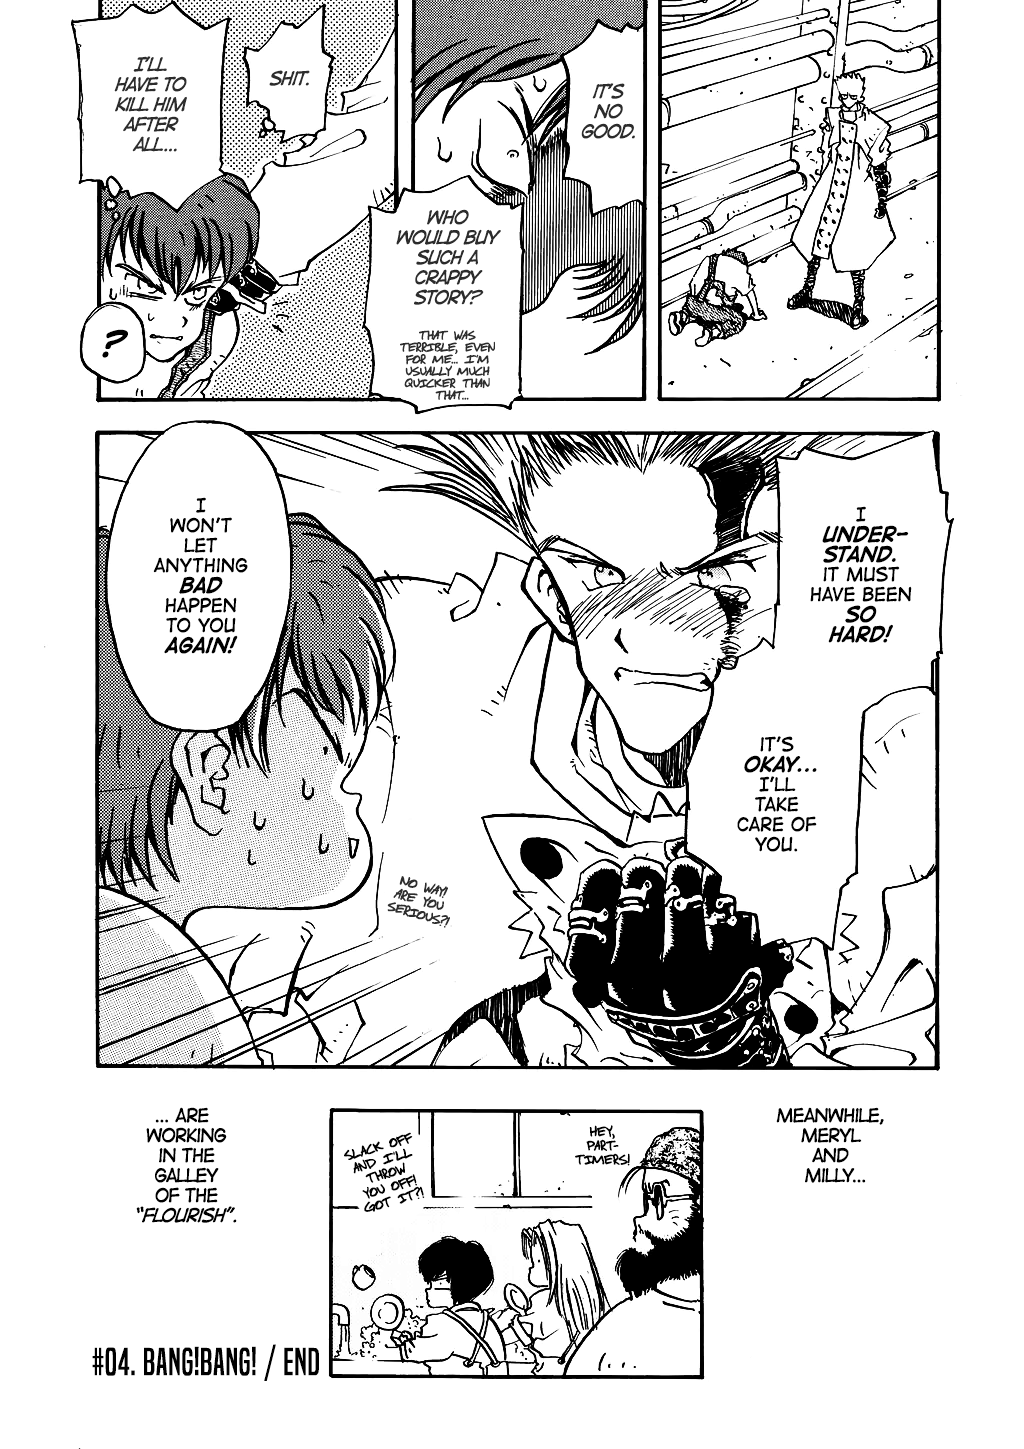 IT'S
NO
GOOD.
WHO
WOULD BUY
SUCH A
CRAPPY
STORY?
THAT WAS
TERRIBLE, EVEN
FOR ME... I'M
USUALLY MUCH
QUICKER THAN
THAT...
SHIT.
I'LL
HAVE TO
KILL HIM
AFTER
ALL...
?
I
UNDER-
STAND.
IT MUST
HAVE BEEN
SO
HARD!
IT'S
OKAY...
I'LL
TAKE
CARE OF
YOU.
I
WON'T
LET
ANYTHING
BAD
HAPPEN
TO YOU
AGAIN!
NO WAY!
ARE YOU
SERIOUS?!
MEANWHILE,
MERYL
AND
MILLY...
HEY,
PART-
TIMERS!
SLACK OFF
AND I'LL
THROW
YOU OFF!
GOT IT?!
... ARE
WORKING
IN THE
GALLEY
OF THE
"FLOURISH".
#04. BANG!BANG! / END